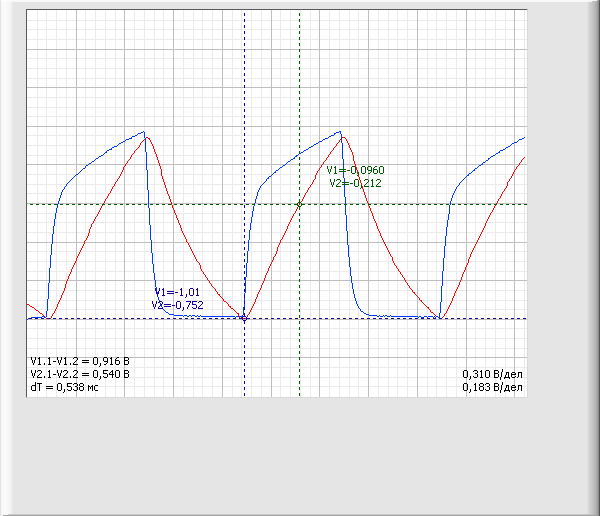 V1=-0,0960
V2=-0,212
V1=-1,01
V2=-0,752
V1.1-V1.2 = 0,916 В
V2.1-V2.2 = 0,540 В
0,310 В/дел
dT = 0,538 мс
0,183 В/дел